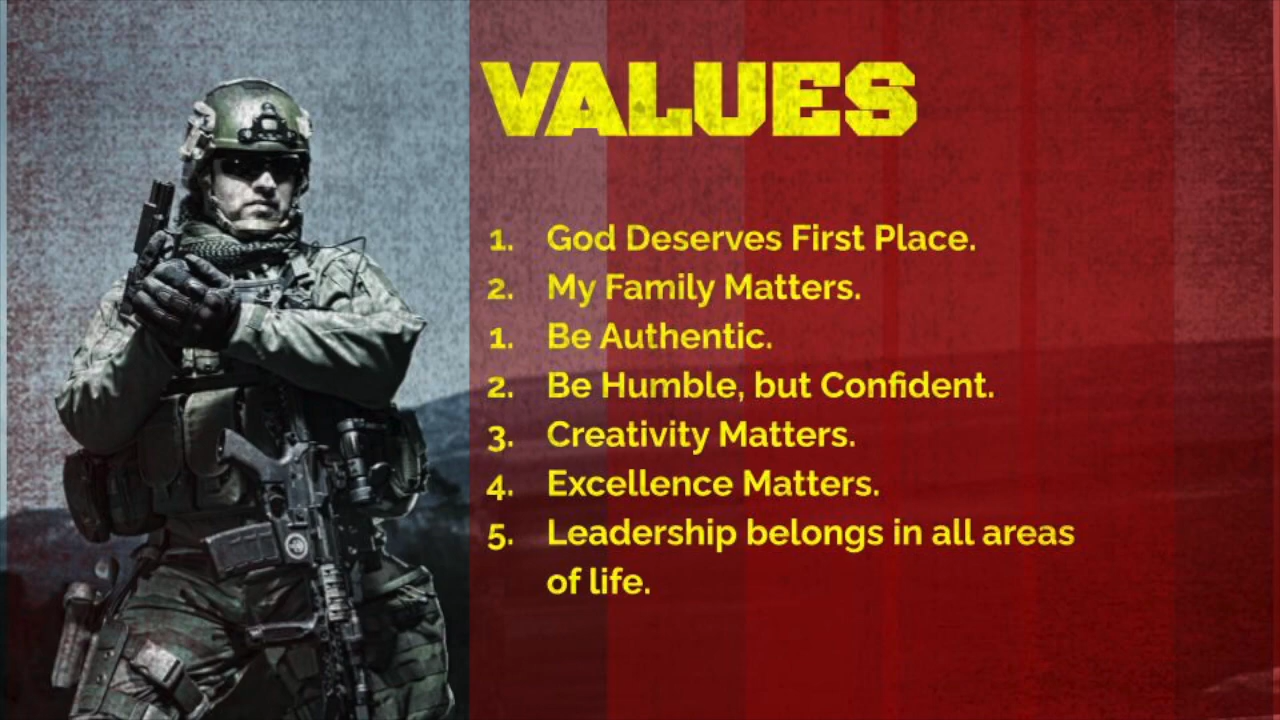 VALUES
1. God Deserves First Place.
2. My Family Matters.
1. Be Authentic.
2. Be Humble, but Confident.
3. Creativity Matters.
4. Excellence Matters.
5. Leadership belongs in all areas
of life.